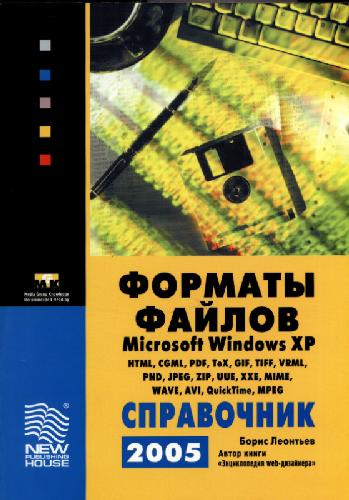 ФОРМАТЫ
ФАЙЛОВ
Microsoft Windows XP
HTML, CGML, PDF, TeX, GIF, TIFF, VRML,
PND, JPEG, ZIP, UUE, XXE, MIME,
WAVE, AVI, QuickTime, MPEG
СПРАВОЧНИК
2005
Борис Леонтьев
Автор книги
«Энциклопедия web-дизайнера»
NEW
PUBLISHING
HOUSE